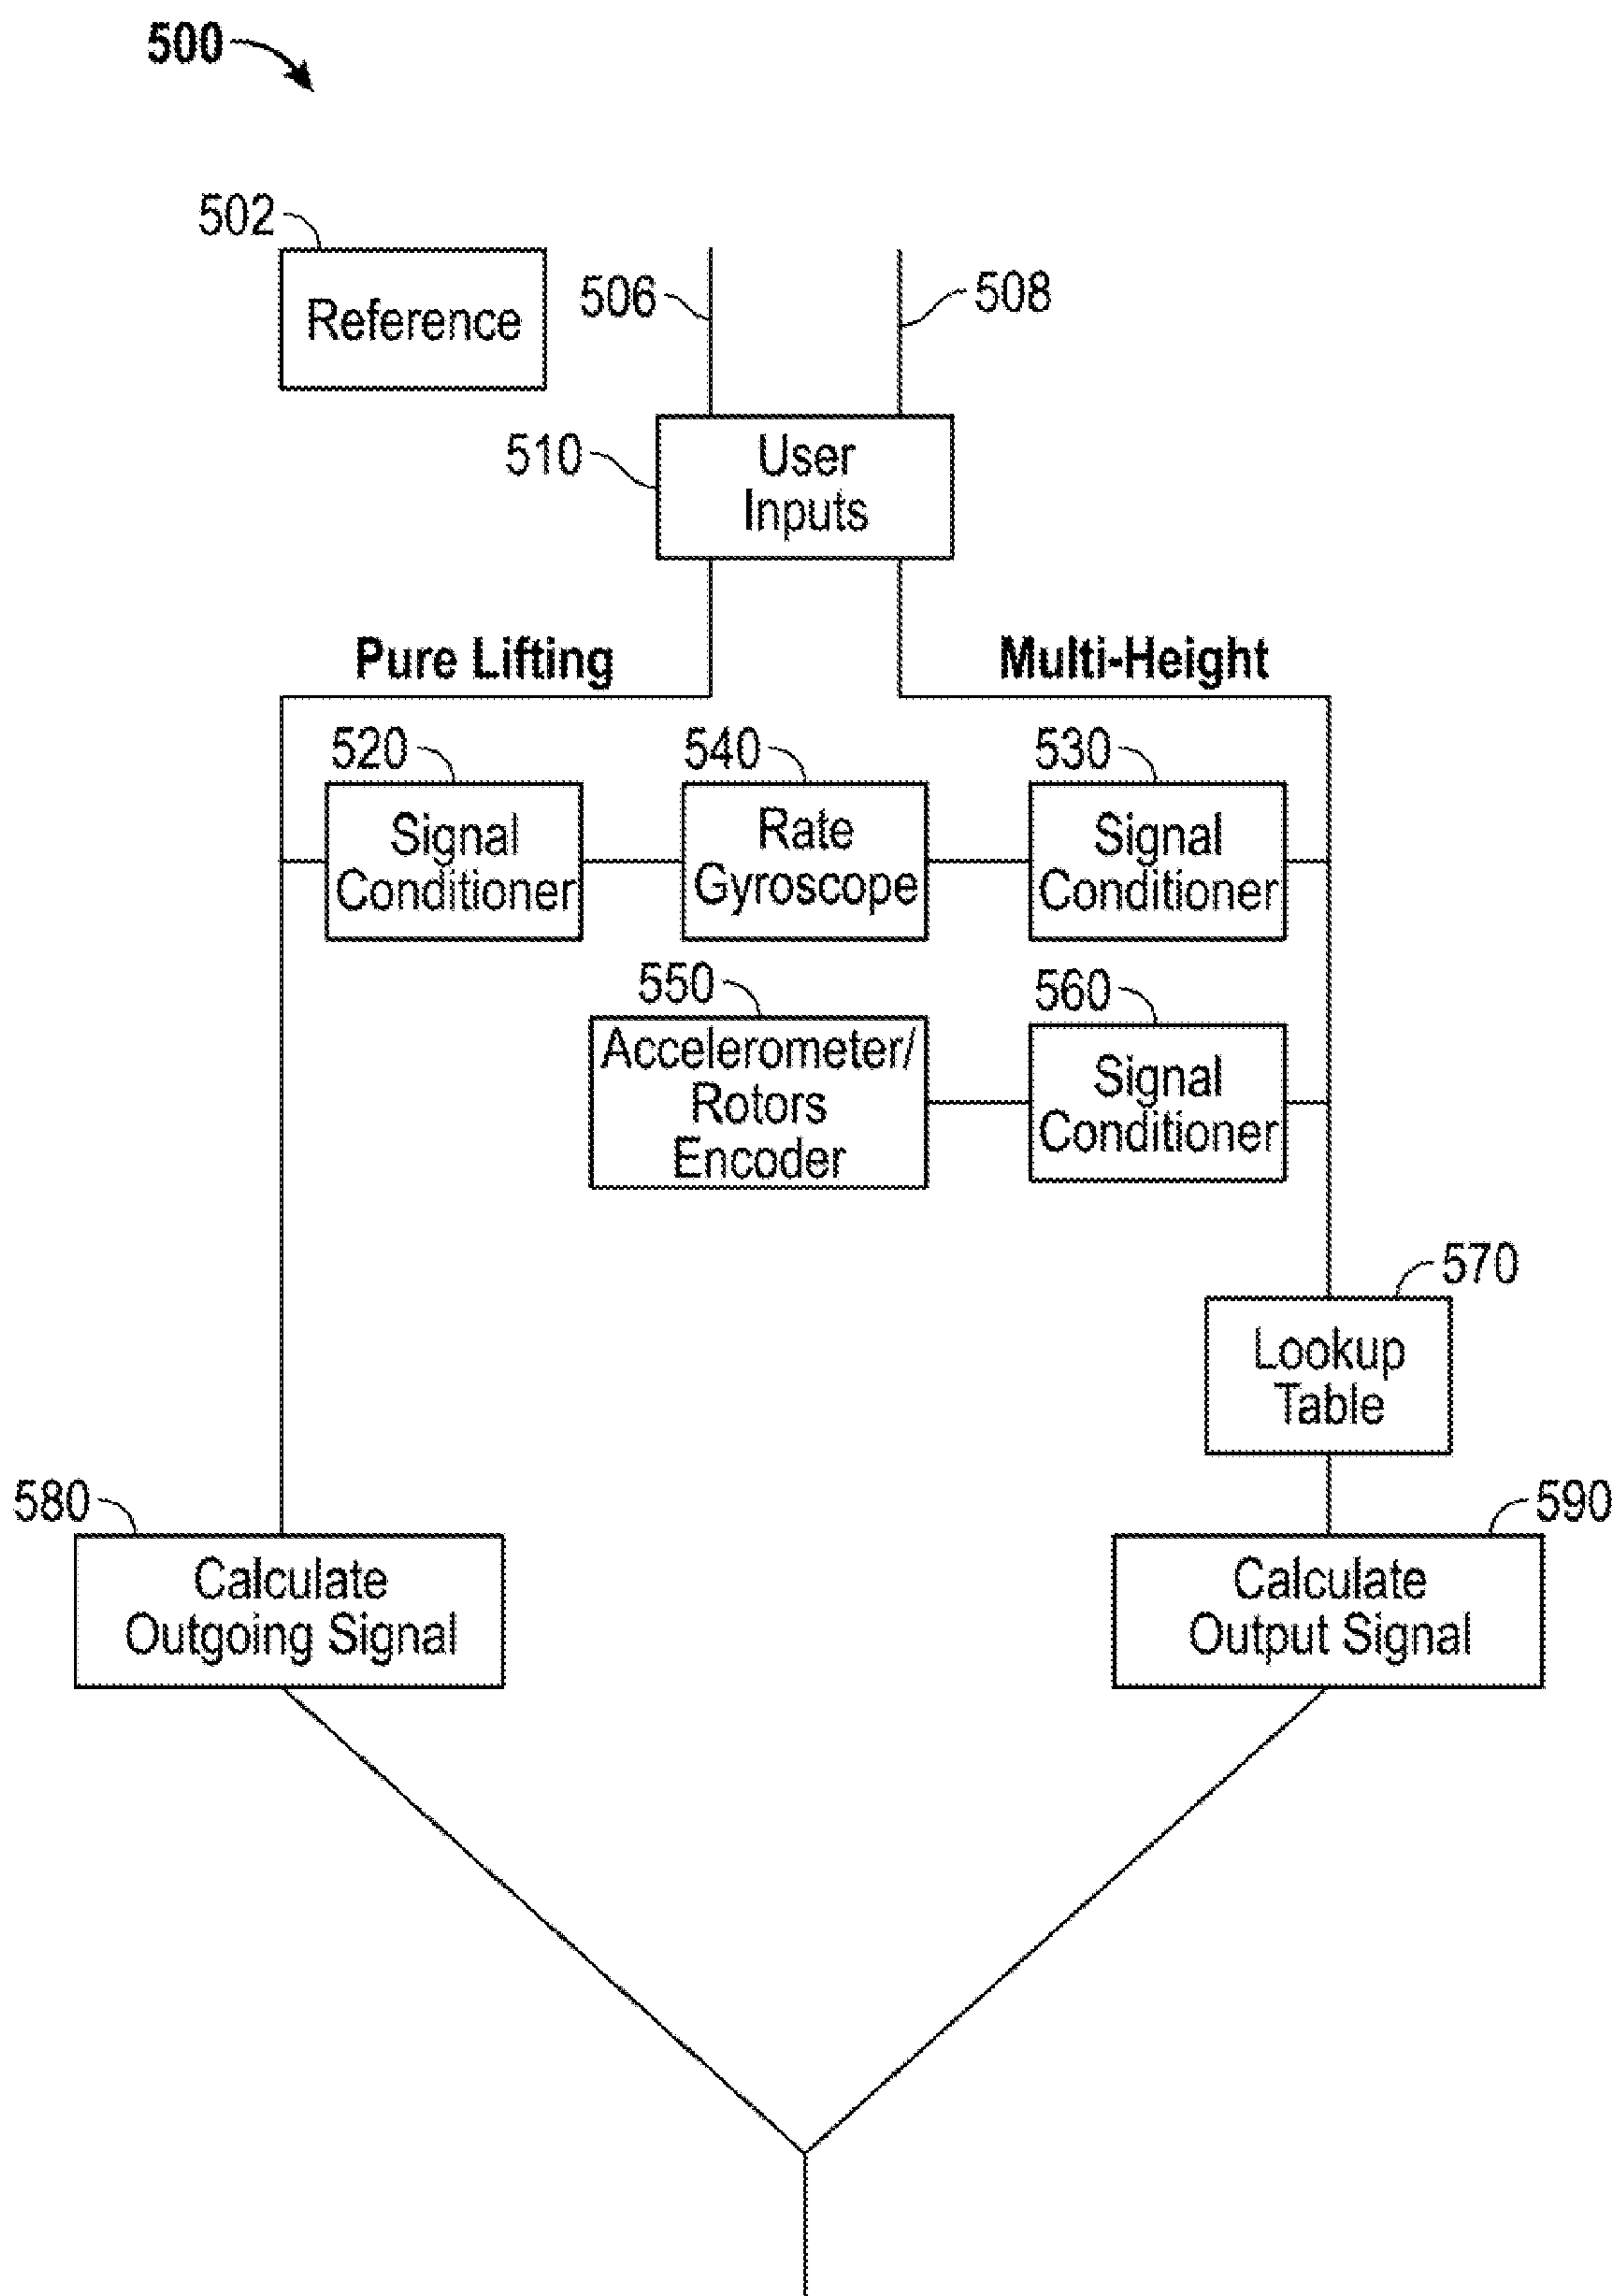 500
502
Reference
506
508
510
User
Inputs
Pure Lifting
Multi-Height
520
Signal
Conditioner
540
Rate
Gyroscope
530
Signal
Conditioner
550
Accelerometer/
Rotors
Encoder
560
Signal
Conditioner
570
Lookup
Table
580
Calculate
Outgoing Signal
590
Calculate
Output Signal